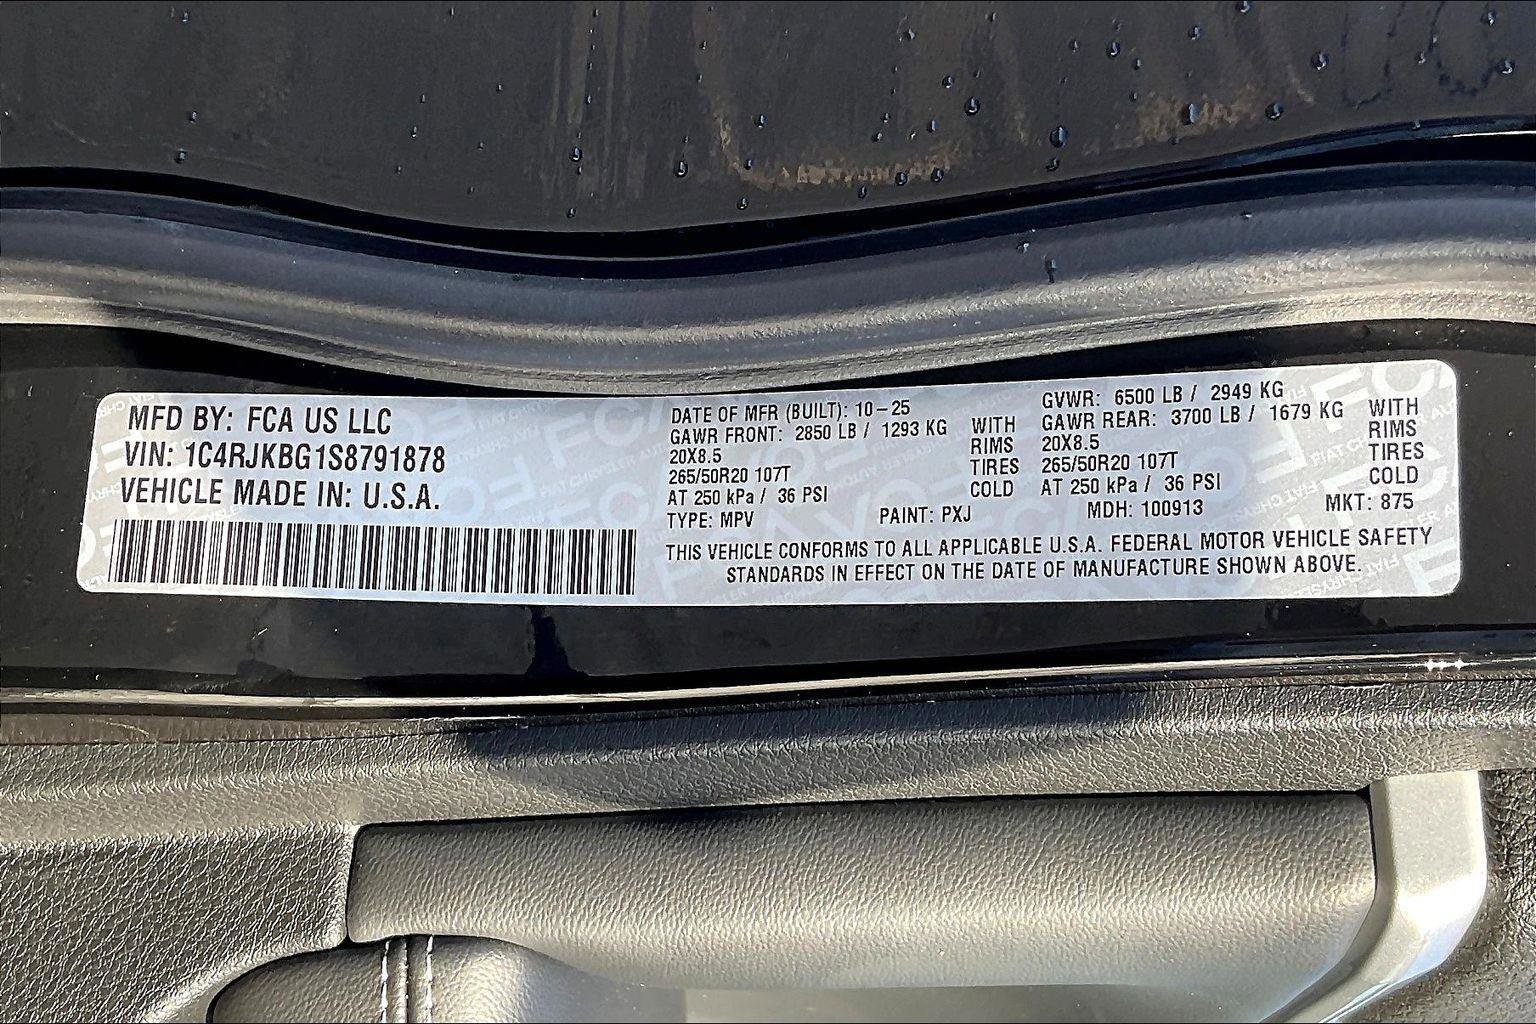 MFD BY: FCA US LLC
VIN: 1C4RJKBG1S8791878
VEHICLE MADE IN: U.S.A.
DATE OF MFR (BUILT): 10-25
GAWR FRONT: 2850 LB / 1293 KG WITH
20X8.5 RIMS
265/50R20 107T TIRES
AT 250 kPa / 36 PSI COLD
GVWR: 6500 LB / 2949 KG
GAWR REAR: 3700 LB / 1679 KG WITH
20X8.5 RIMS
265/50R20 107T TIRES
AT 250 kPa / 36 PSI COLD
TYPE: MPV PAINT: PXJ MDH: 100913 MKT: 875
THIS VEHICLE CONFORMS TO ALL APPLICABLE U.S.A. FEDERAL MOTOR VEHICLE SAFETY
STANDARDS IN EFFECT ON THE DATE OF MANUFACTURE SHOWN ABOVE.